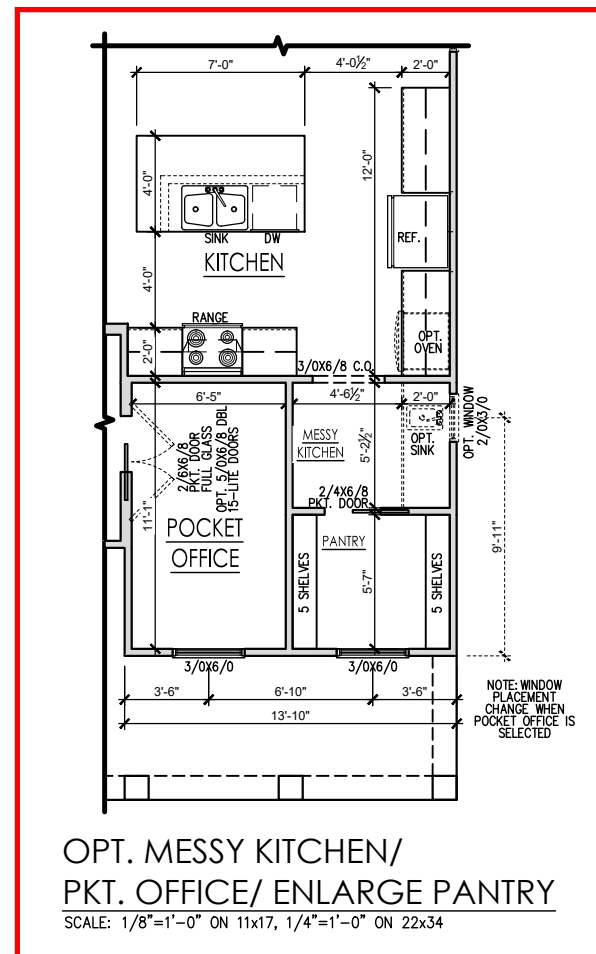 7'-0"
4'-0½"
2'-0"
4'-0"
12'-0"
SINK
DW
KITCHEN
REF.
4'-0"
RANGE
2'-0"
OPT.
OVEN
3/0X6/8 C.O.
6'-5"
4'-6½"
2'-0"
MESSY
KITCHEN
5'-2½"
OPT.
SINK
OPT. WINDOW
2/0X3/0
2/6X6/8
PKT. DOOR
FULL GLASS
OPT. 5/0X6/8 DBL
15-LITE DOORS
11'-1"
2/4X6/8
PKT. DOOR
POCKET
OFFICE
PANTRY
5 SHELVES
5'-7"
5 SHELVES
9'-11"
3/0X6/0
3/0X6/0
3'-6"
6'-10"
3'-6"
13'-10"
NOTE: WINDOW
PLACEMENT
CHANGE WHEN
POCKET OFFICE IS
SELECTED
OPT. MESSY KITCHEN/
PKT. OFFICE/ ENLARGE PANTRY
SCALE: 1/8"=1'-0" ON 11x17, 1/4"=1'-0" ON 22x34